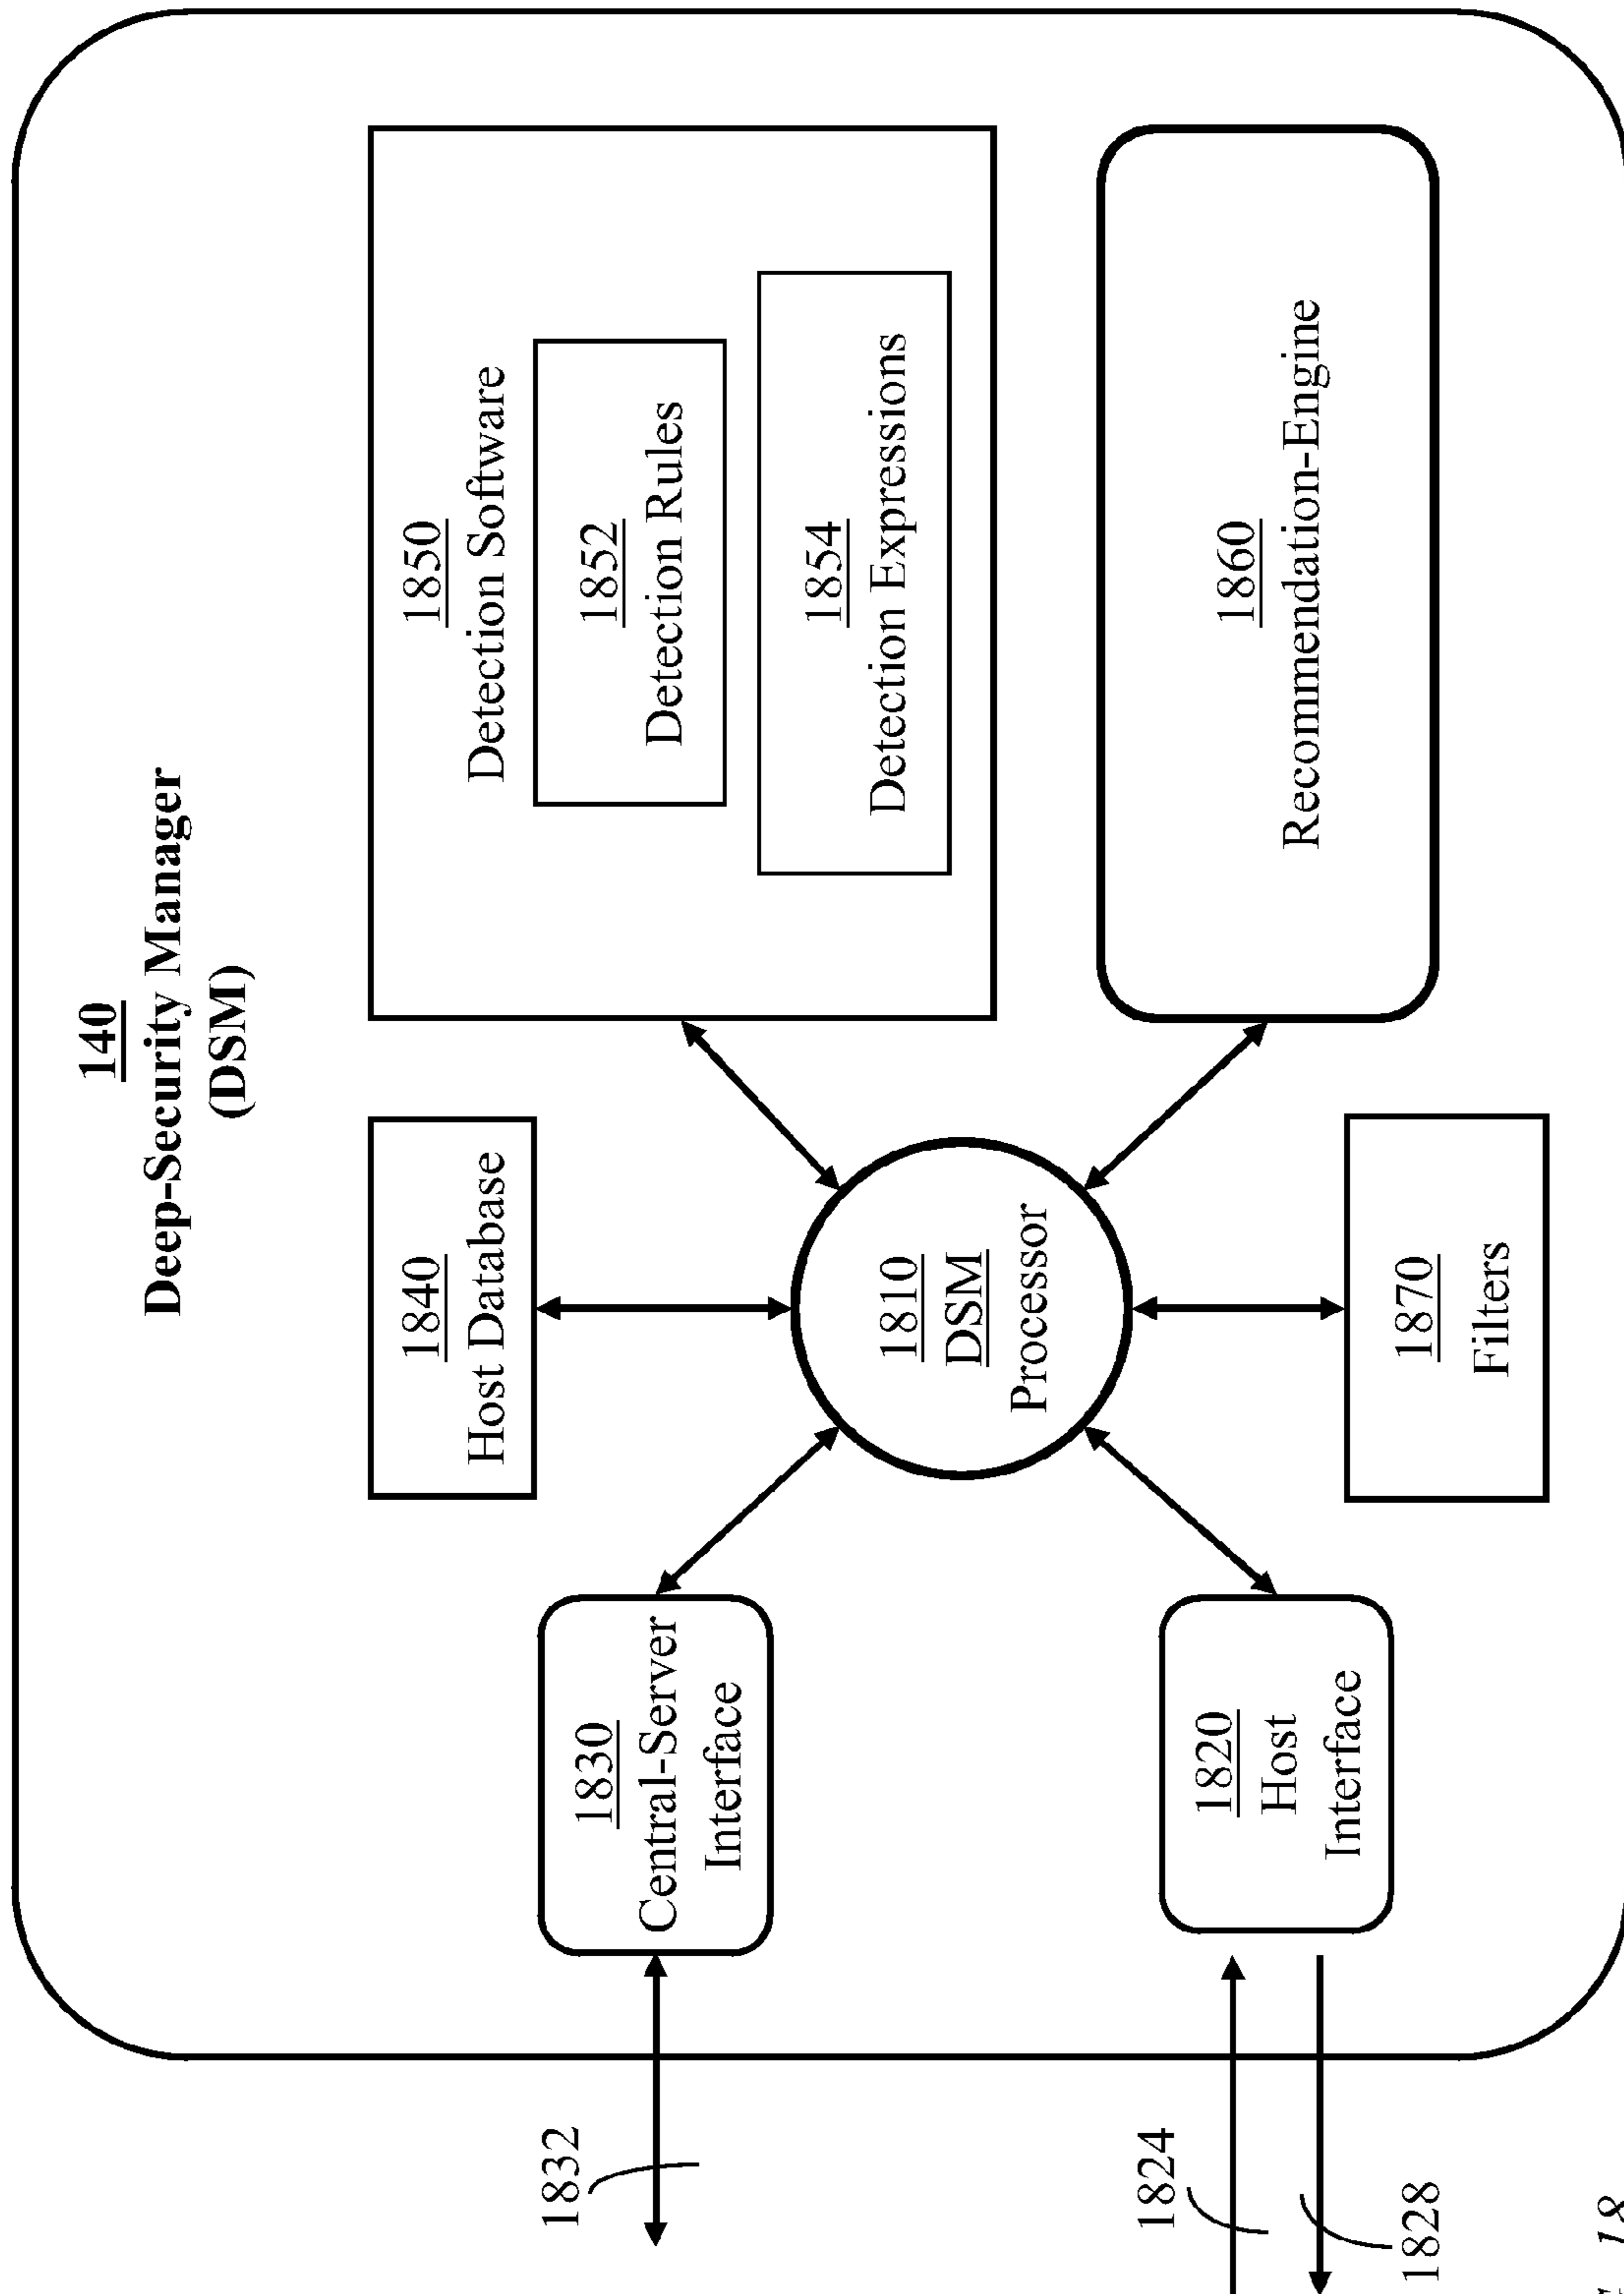 140
Deep-Security Manager
(DSM)
1830
Central-Server
Interface
1840
Host Database
1850
Detection Software
1852
Detection Rules
1854
Detection Expressions
1810
DSM
Processor
1832
1820
Host
Interface
1870
Filters
1860
Recommendation-Engine
1824
1828
18